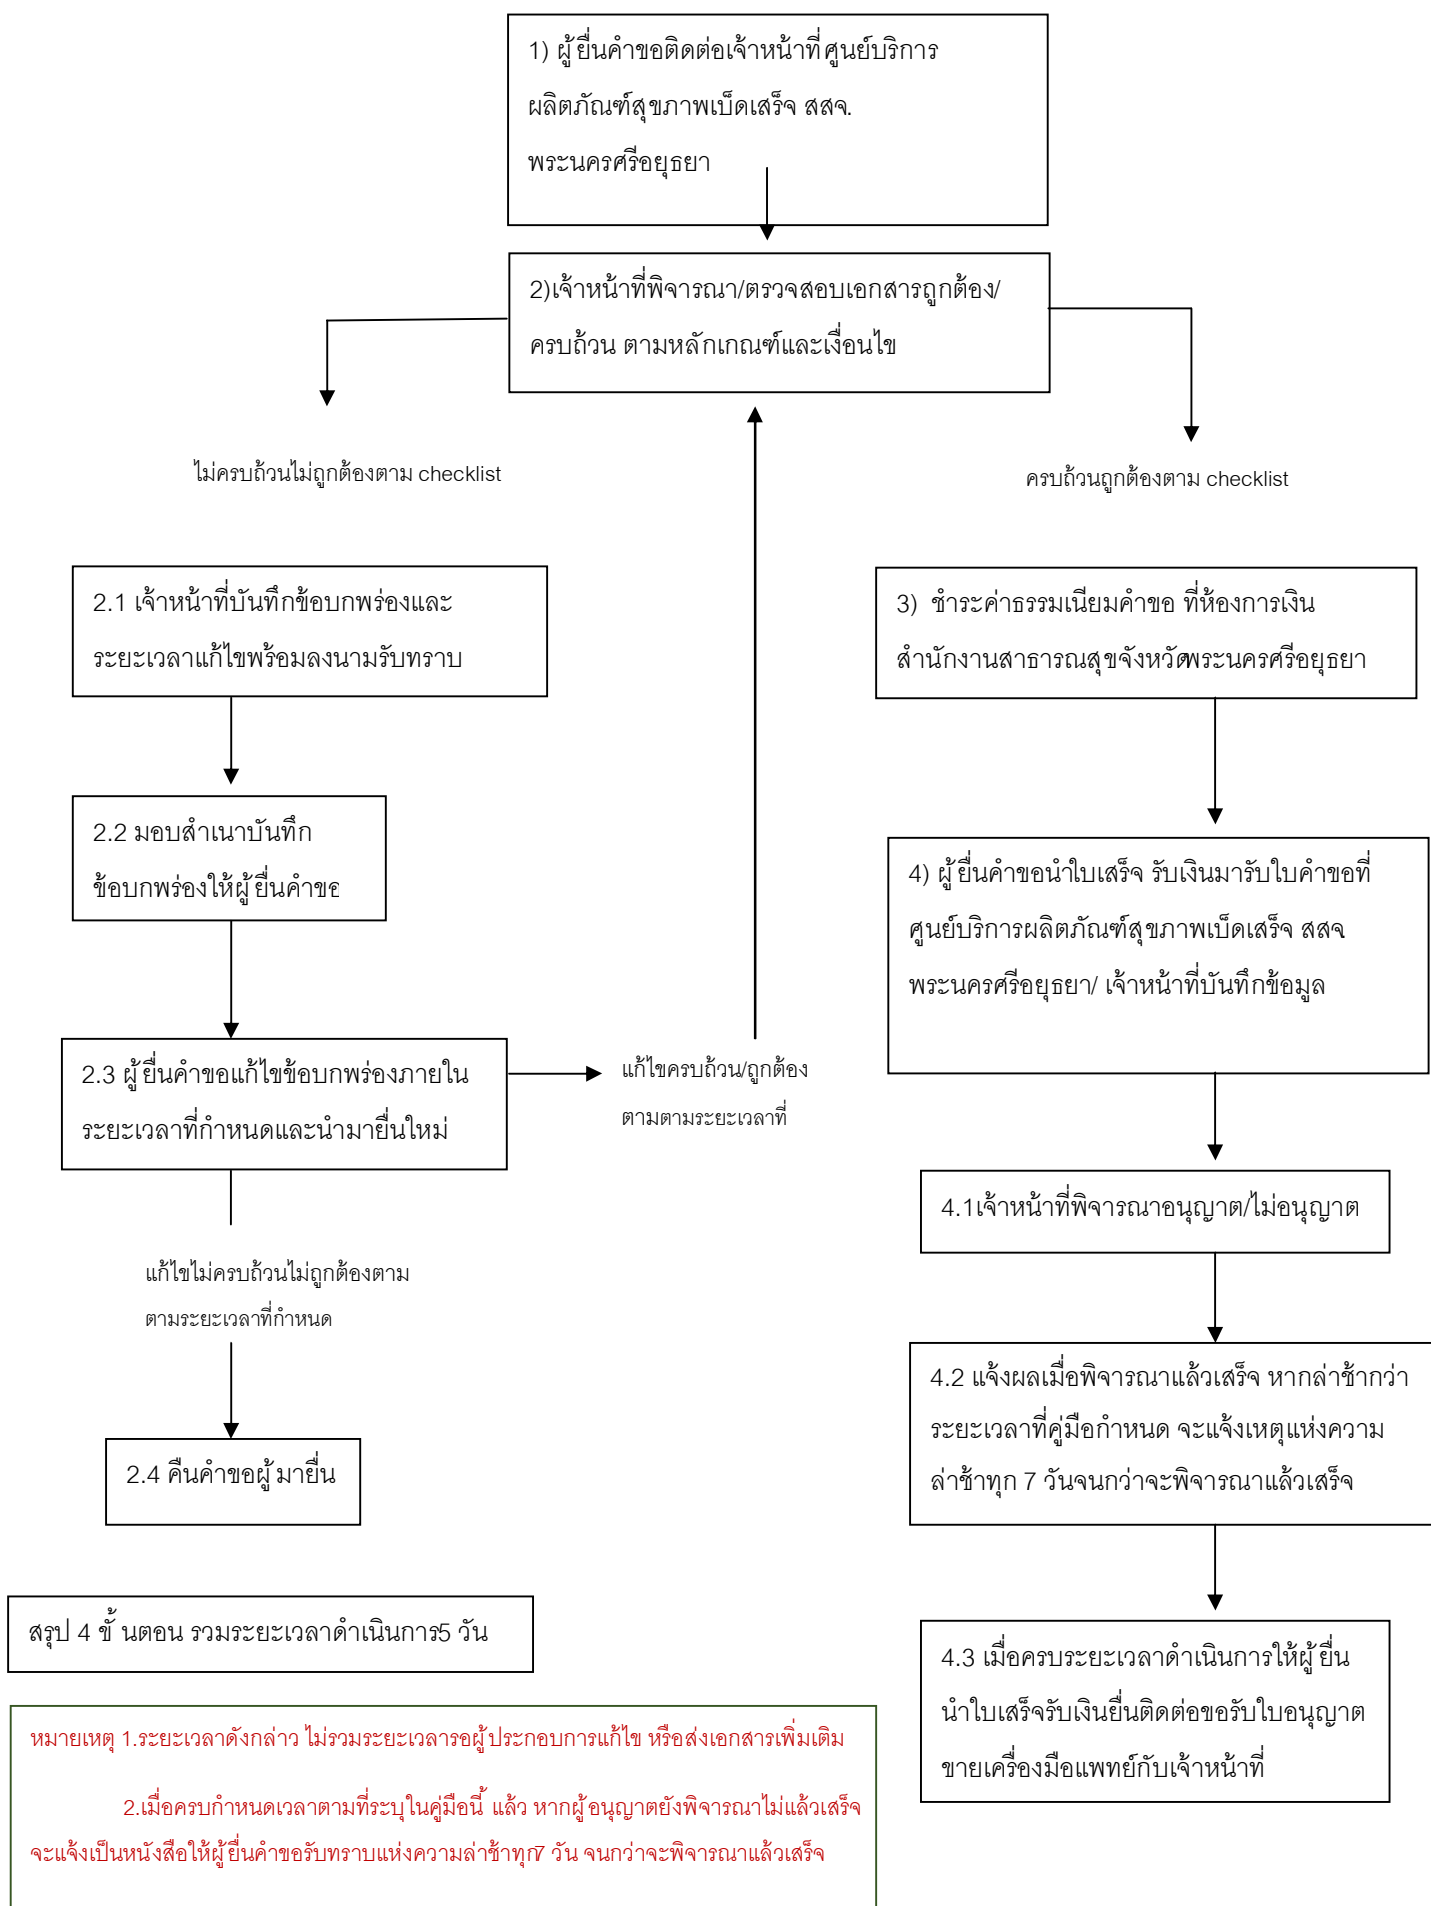 1) ผู้ยื่นคำขอติดต่อเจ้าหน้าที่ศูนย์บริการ
ผลิตภัณฑ์สุขภาพเบ็ดเสร็จ สสจ.
พระนครศรีอยุธยา
2)เจ้าหน้าที่พิจารณา/ตรวจสอบเอกสารถูกต้อง/
ครบถ้วน ตามหลักเกณฑ์และเงื่อนไข
ไม่ครบถ้วนไม่ถูกต้องตาม checklist
ครบถ้วนถูกต้องตาม checklist
2.1 เจ้าหน้าที่บันทึกข้อบกพร่องและ
ระยะเวลาแก้ไขพร้อมลงนามรับทราบ
3) ชำระค่าธรรมเนียมคำขอ ที่ห้องการเงิน
สำนักงานสาธารณสุขจังหวัดพระนครศรีอยุธยา
2.2 มอบสำเนาบันทึก
ข้อบกพร่องให้ผู้ยื่นคำขอ
4) ผู้ยื่นคำขอนำใบเสร็จ รับเงินมารับใบคำขอที่
ศูนย์บริการผลิตภัณฑ์สุขภาพเบ็ดเสร็จ สสจ
พระนครศรีอยุธยา/ เจ้าหน้าที่บันทึกข้อมูล
2.3 ผู้ยื่นคำขอแก้ไขข้อบกพร่องภายใน
ระยะเวลาที่กำหนดและนำมายื่นใหม่
แก้ไขครบถ้วน/ถูกต้อง
ตามตามระยะเวลาที่
4.1เจ้าหน้าที่พิจารณาอนุญาต/ไม่อนุญาต
แก้ไขไม่ครบถ้วนไม่ถูกต้องตาม
ตามระยะเวลาที่กำหนด
4.2 แจ้งผลเมื่อพิจารณาแล้วเสร็จ หากล่าช้ากว่า
ระยะเวลาที่คู่มือกำหนด จะแจ้งเหตุแห่งความ
ล่าช้าทุก 7 วันจนกว่าจะพิจารณาแล้วเสร็จ
2.4 คืนคำขอผู้มายื่น
สรุป 4 ขั้นตอน รวมระยะเวลาดำเนินการ5 วัน
4.3 เมื่อครบระยะเวลาดำเนินการให้ผู้ยื่น
นำใบเสร็จรับเงินยื่นติดต่อขอรับใบอนุญาต
ขายเครื่องมือแพทย์กับเจ้าหน้าที่
หมายเหตุ 1.ระยะเวลาดังกล่าว ไม่รวมระยะเวลารอผู้ประกอบการแก้ไข หรือส่งเอกสารเพิ่มเติม
2.เมื่อครบกำหนดเวลาตามที่ระบุในคู่มือนี้ แล้ว หากผู้อนุญาตยังพิจารณาไม่แล้วเสร็จ
จะแจ้งเป็นหนังสือให้ผู้ยื่นคำขอรับทราบแห่งความล่าช้าทุก7 วัน จนกว่าจะพิจารณาแล้วเสร็จ